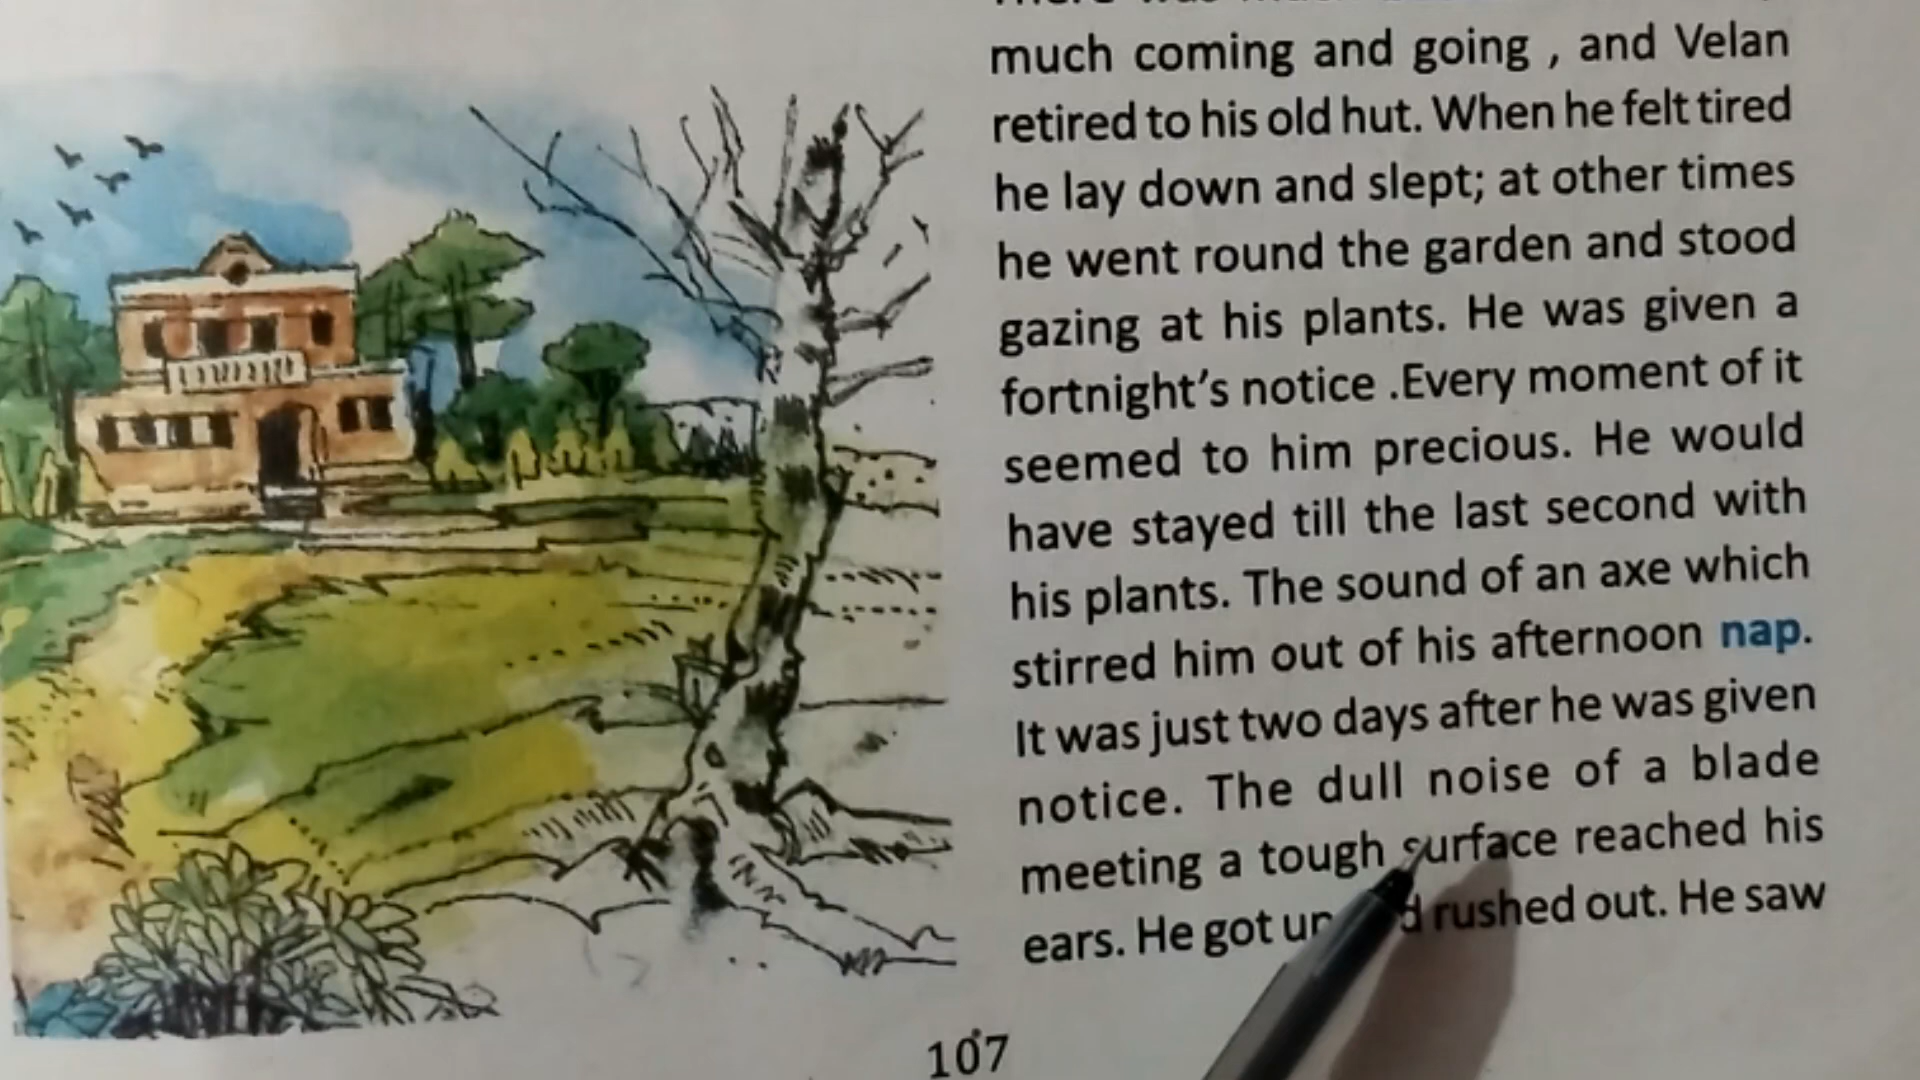 much coming and going , and Velan
retired to his old hut. When he felt tired
he lay down and slept; at other times
he went round the garden and stood
gazing at his plants. He was given a
fortnight’s notice .Every moment of it
seemed to him precious. He would
have stayed till the last second with
his plants. The sound of an axe which
stirred him out of his afternoon nap.
It was just two days after he was given
notice. The dull noise of a blade
meeting a tough surface reached his
ears. He got up rushed out. He saw
107